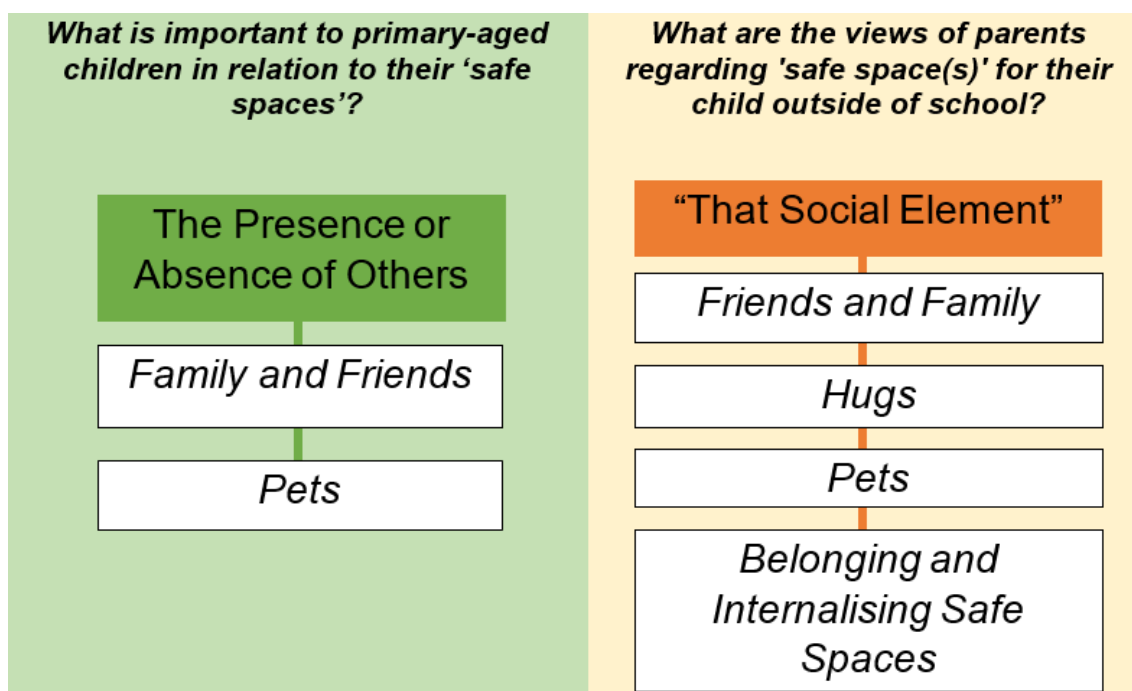 What is important to primary-aged
children in relation to their ‘safe
spaces’?
The Presence or
Absence of Others
Family and Friends
Pets
What are the views of parents
regarding 'safe space(s)' for their
child outside of school?
“That Social Element”
Friends and Family
Hugs
Pets
Belonging and
Internalising Safe
Spaces